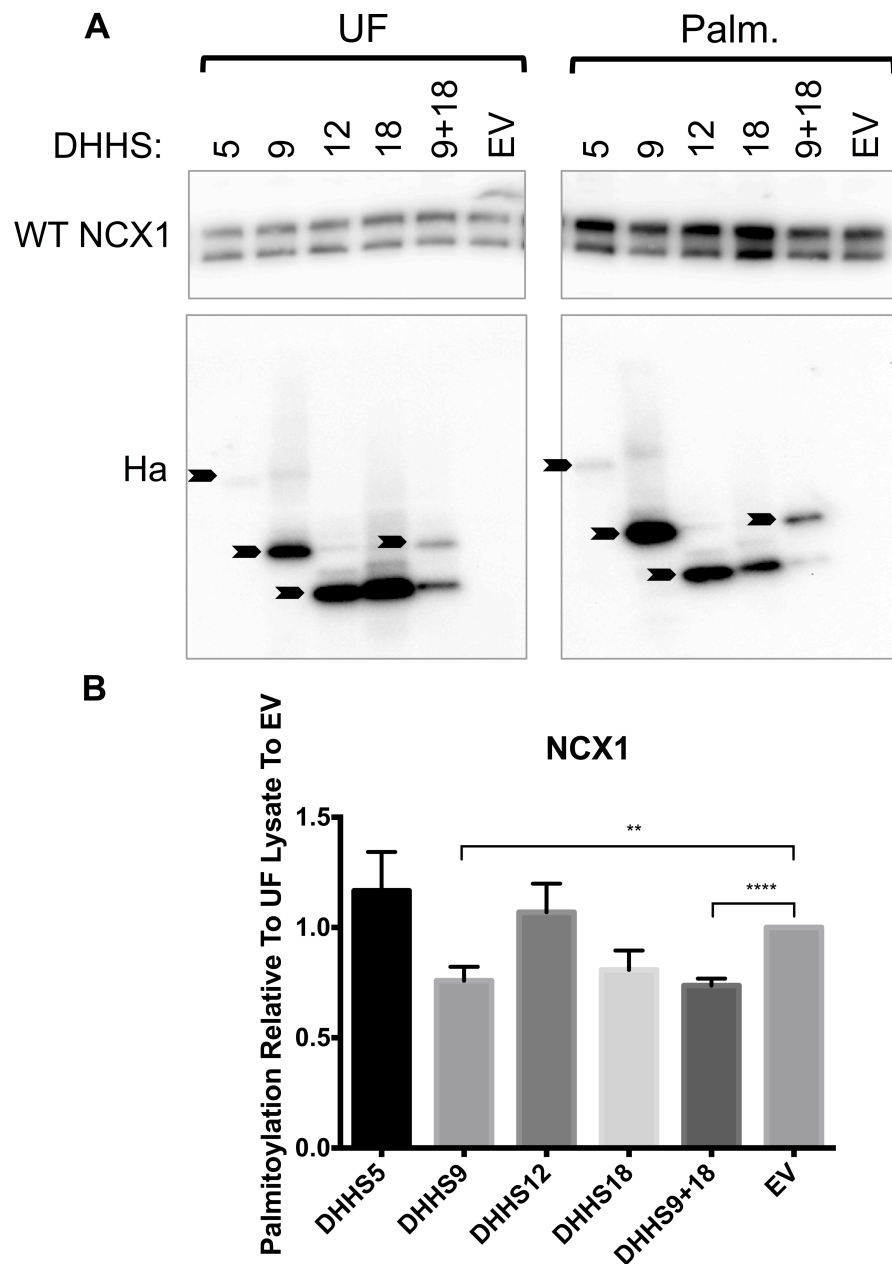 A
UF
Palm.
DHHS:
5
9
12
18
9+18
EV
5
9
12
18
9+18
EV
WT NCX1
Ha
B
NCX1
Palmitoylation Relative To UF Lysate To EV
1.5
1.0
0.5
0.0
**
****
DHHS5
DHHS9
DHHS12
DHHS18
DHHS9+18
EV